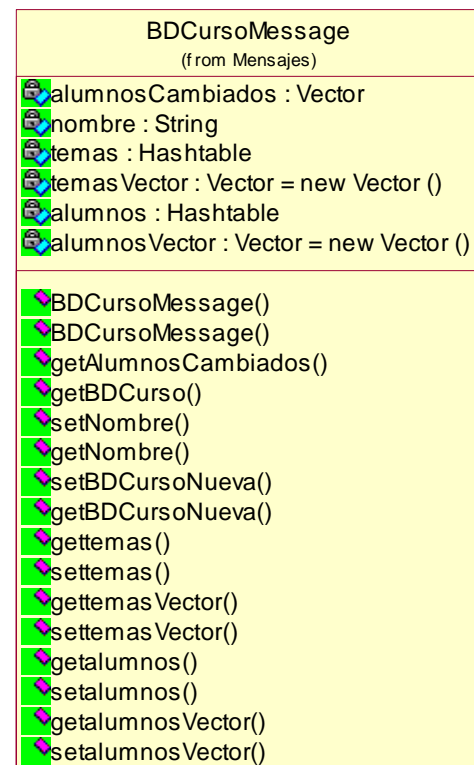 BDCursoMessage
(from Mensajes)
alumnosCambiados : Vector
nombre : String
temas : Hashtable
temasVector : Vector = new Vector ()
alumnos : Hashtable
alumnosVector : Vector = new Vector ()
BDCursoMessage()
BDCursoMessage()
getAlumnosCambiados()
getBDCurso()
setNombre()
getNombre()
setBDCursoNueva()
getBDCursoNueva()
gettemas()
settemas()
gettemasVector()
settemasVector()
getalumnos()
setalumnos()
getalumnosVector()
setalumnosVector()